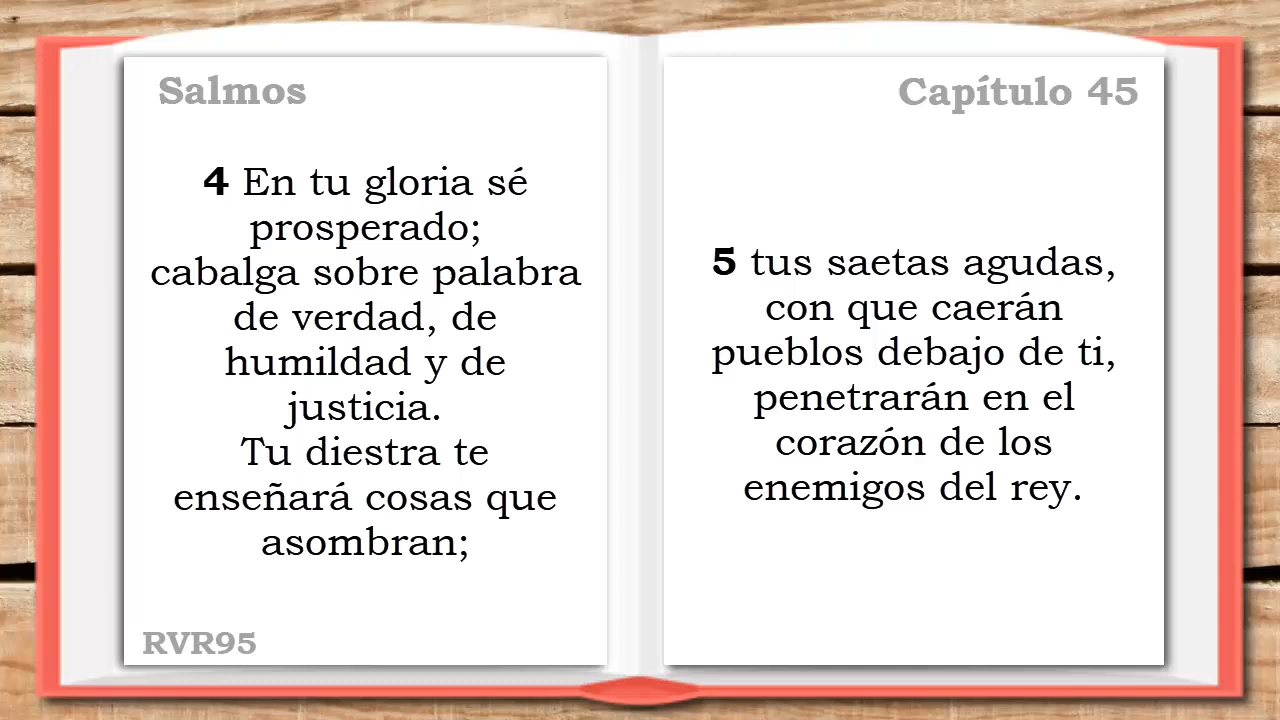 Salmos
4 En tu gloria sé
prosperado;
cabalga sobre palabra
de verdad, de
humildad y de
justicia.
Tu diestra te
enseñará cosas que
asombran;
RVR95
Capítulo 45
5 tus saetas agudas,
con que caerán
pueblos debajo de ti,
penetrarán en el
corazón de los
enemigos del rey.